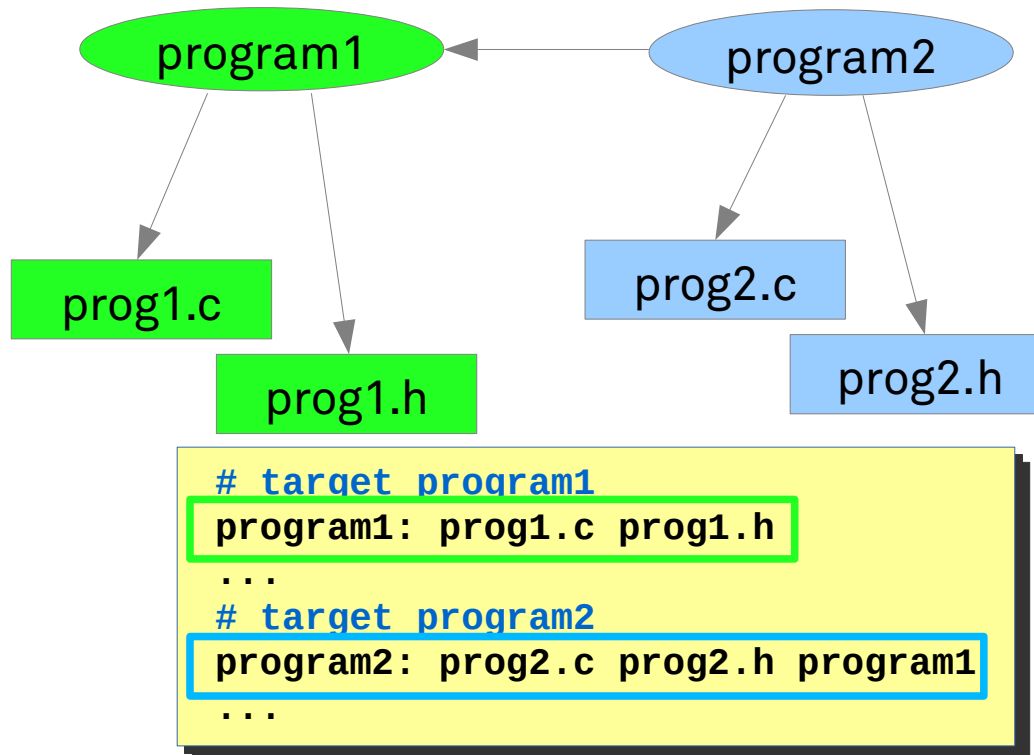 program1
program2
prog1.c
prog2.c
prog1.h
prog2.h
# target program1
program1: prog1.c prog1.h
...
# target program2
program2: prog2.c prog2.h program1
...